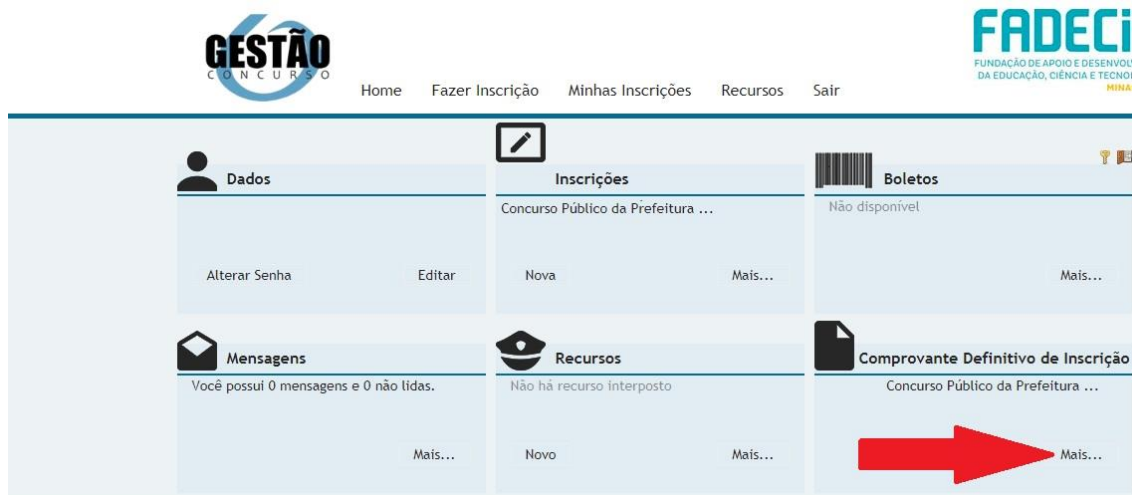 GESTÃO
CONCURSO
FADECI
FUNDAÇÃO DE APOIO E DESENVOL
DA EDUCAÇÃO, CIÊNCIA E TECNO
MINA
Home Fazer Inscrição Minhas Inscrições Recursos Sair
Dados
Alterar Senha Editar
Inscrições
Concurso Público da Prefeitura ...
Nova Mais...
Boletos
Não disponível
Mais...
Mensagens
Você possui 0 mensagens e 0 não lidas.
Mais...
Recursos
Não há recurso interposto
Novo Mais...
Comprovante Definitivo de Inscrição
Concurso Público da Prefeitura ...
Mais...